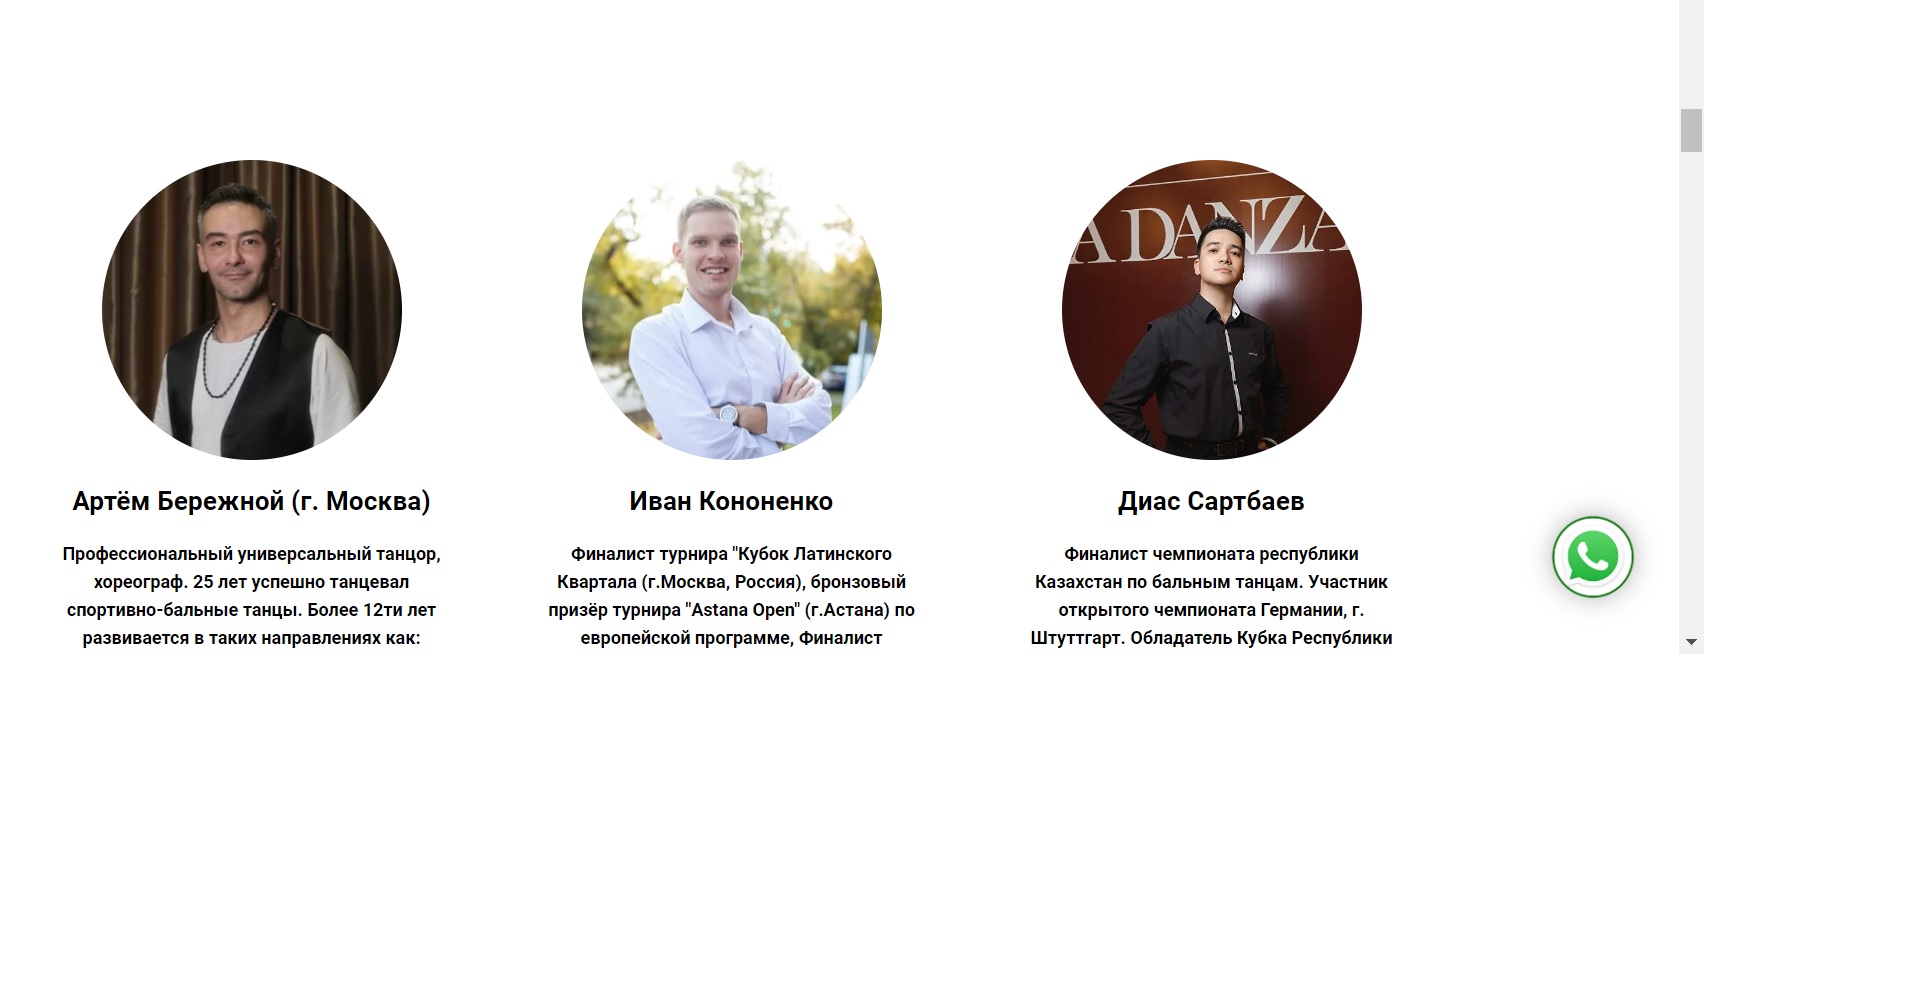 A DANZA
Артём Бережной (г. Москва)
Профессиональный универсальный танцор,
хореограф. 25 лет успешно танцевал
спортивно-бальные танцы. Более 12ти лет
развивается в таких направлениях как:
Иван Кононенко
Финалист турнира "Кубок Латинского
Квартала (г.Москва, Россия), бронзовый
призёр турнира "Astana Open" (г.Астана) по
европейской программе, Финалист
Диас Сартбаев
Финалист чемпионата республики
Казахстан по бальным танцам. Участник
открытого чемпионата Германии, г.
Штуттгарт. Обладатель Кубка Республики